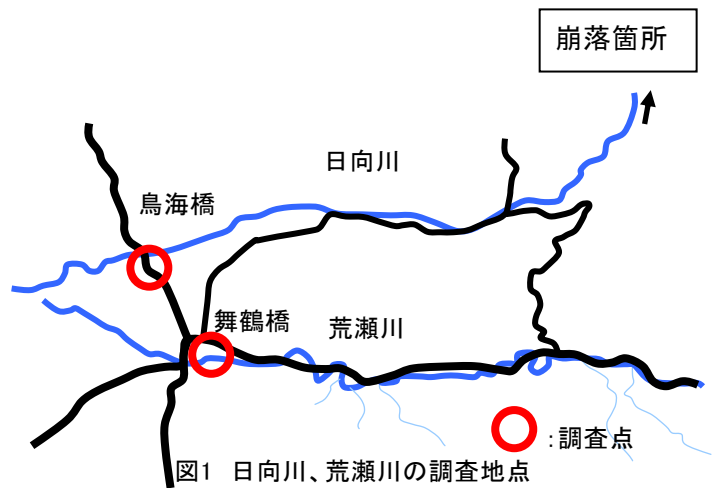 崩落箇所
日向川
鳥海橋
舞鶴橋
荒瀬川
:調査点
図1 日向川、荒瀬川の調査地点